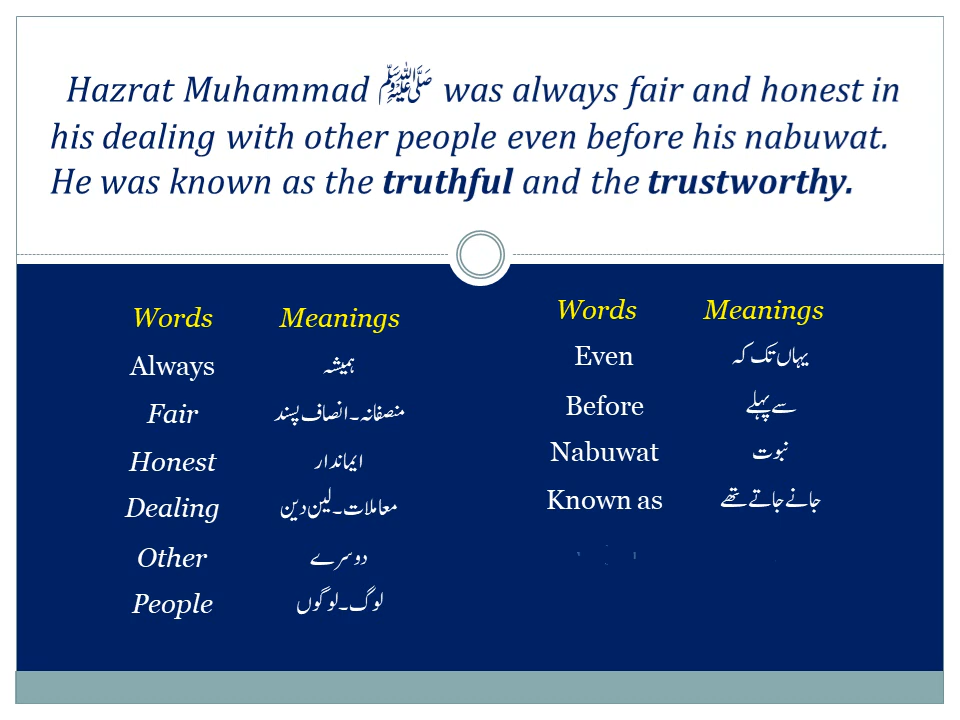 Hazrat Muhammad ﷺ was always fair and honest in
his dealing with other people even before his nabuwat.
He was known as the truthful and the trustworthy.
Words Meanings
Always ہمیشہ
Fair منصفانہ۔انصاف پسند
Honest ایماندار
Dealing معاملات۔لین دین
Other دوسرے
People لوگ۔لوگوں
Words Meanings
Even یہاں تک کہ
Before سے پہلے
Nabuwat نبوت
Known as جانے جاتے تھے